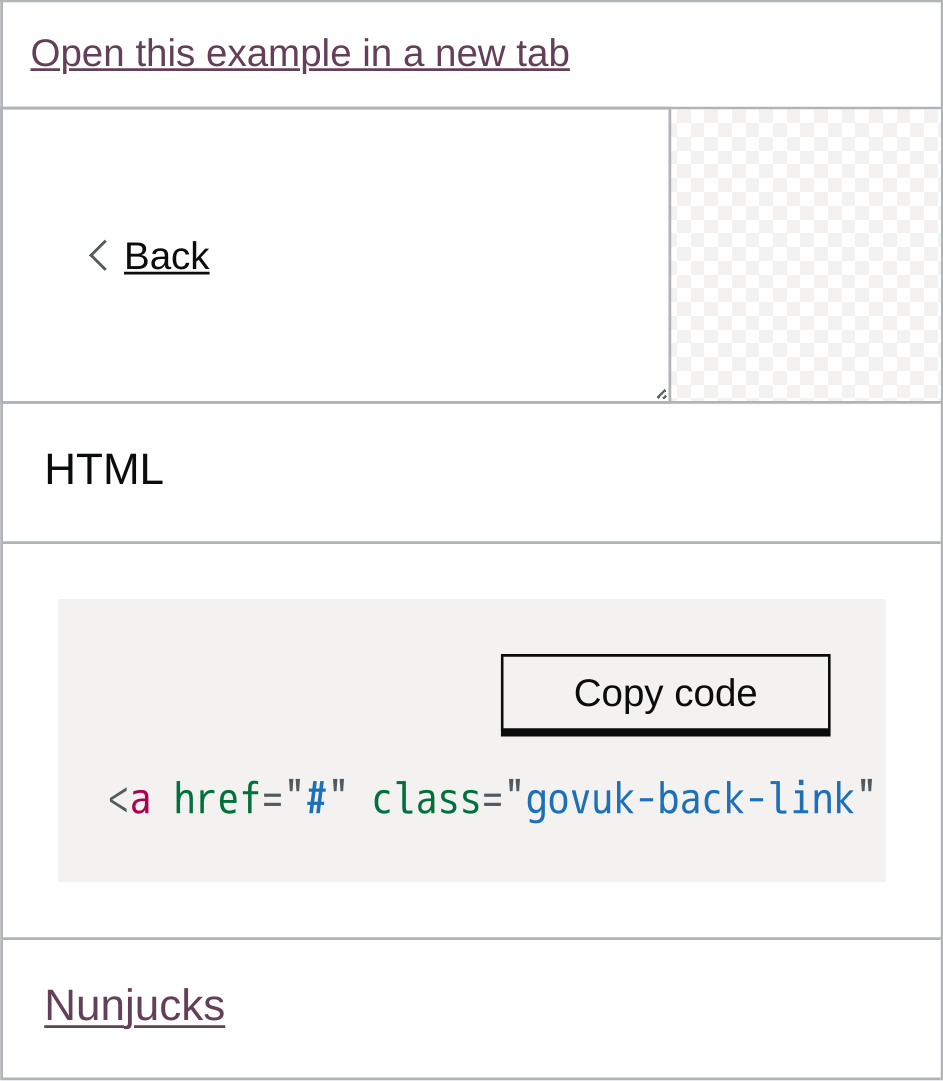 Open this example in a new tab
Back
HTML
Copy code
<a href="#" class="govuk-back-link"
Nunjucks